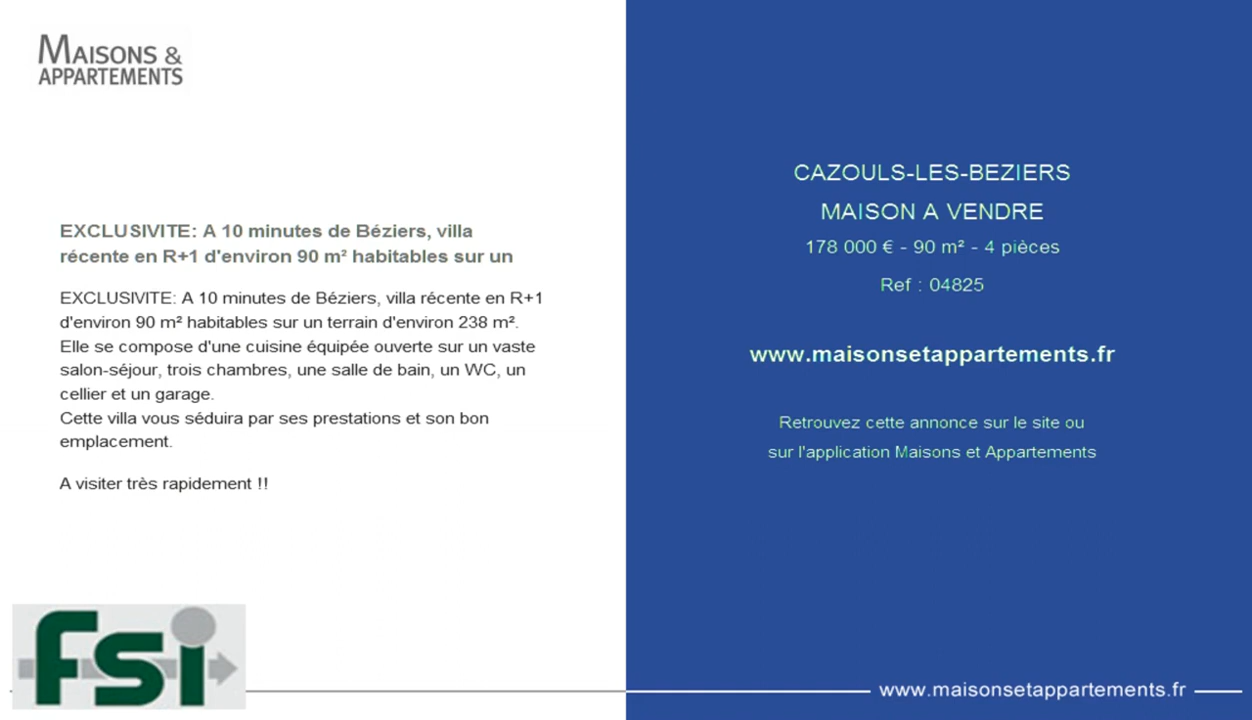 MAISONS &
APPARTEMENTS
EXCLUSIVITE: A 10 minutes de Béziers, villa
récente en R+1 d'environ 90 m² habitables sur un
EXCLUSIVITE: A 10 minutes de Béziers, villa récente en R+1
d'environ 90 m² habitables sur un terrain d'environ 238 m².
Elle se compose d'une cuisine équipée ouverte sur un vaste
salon-séjour, trois chambres, une salle de bain, un WC, un
cellier et un garage.
Cette villa vous séduira par ses prestations et son bon
emplacement.
A visiter très rapidement !!
fsi
CAZOULS-LES-BEZIERS
MAISON A VENDRE
178 000 € - 90 m² - 4 pièces
Ref : 04825
www.maisonsetappartements.fr
Retrouvez cette annonce sur le site ou
sur l'application Maisons et Appartements
www.maisonsetappartements.fr